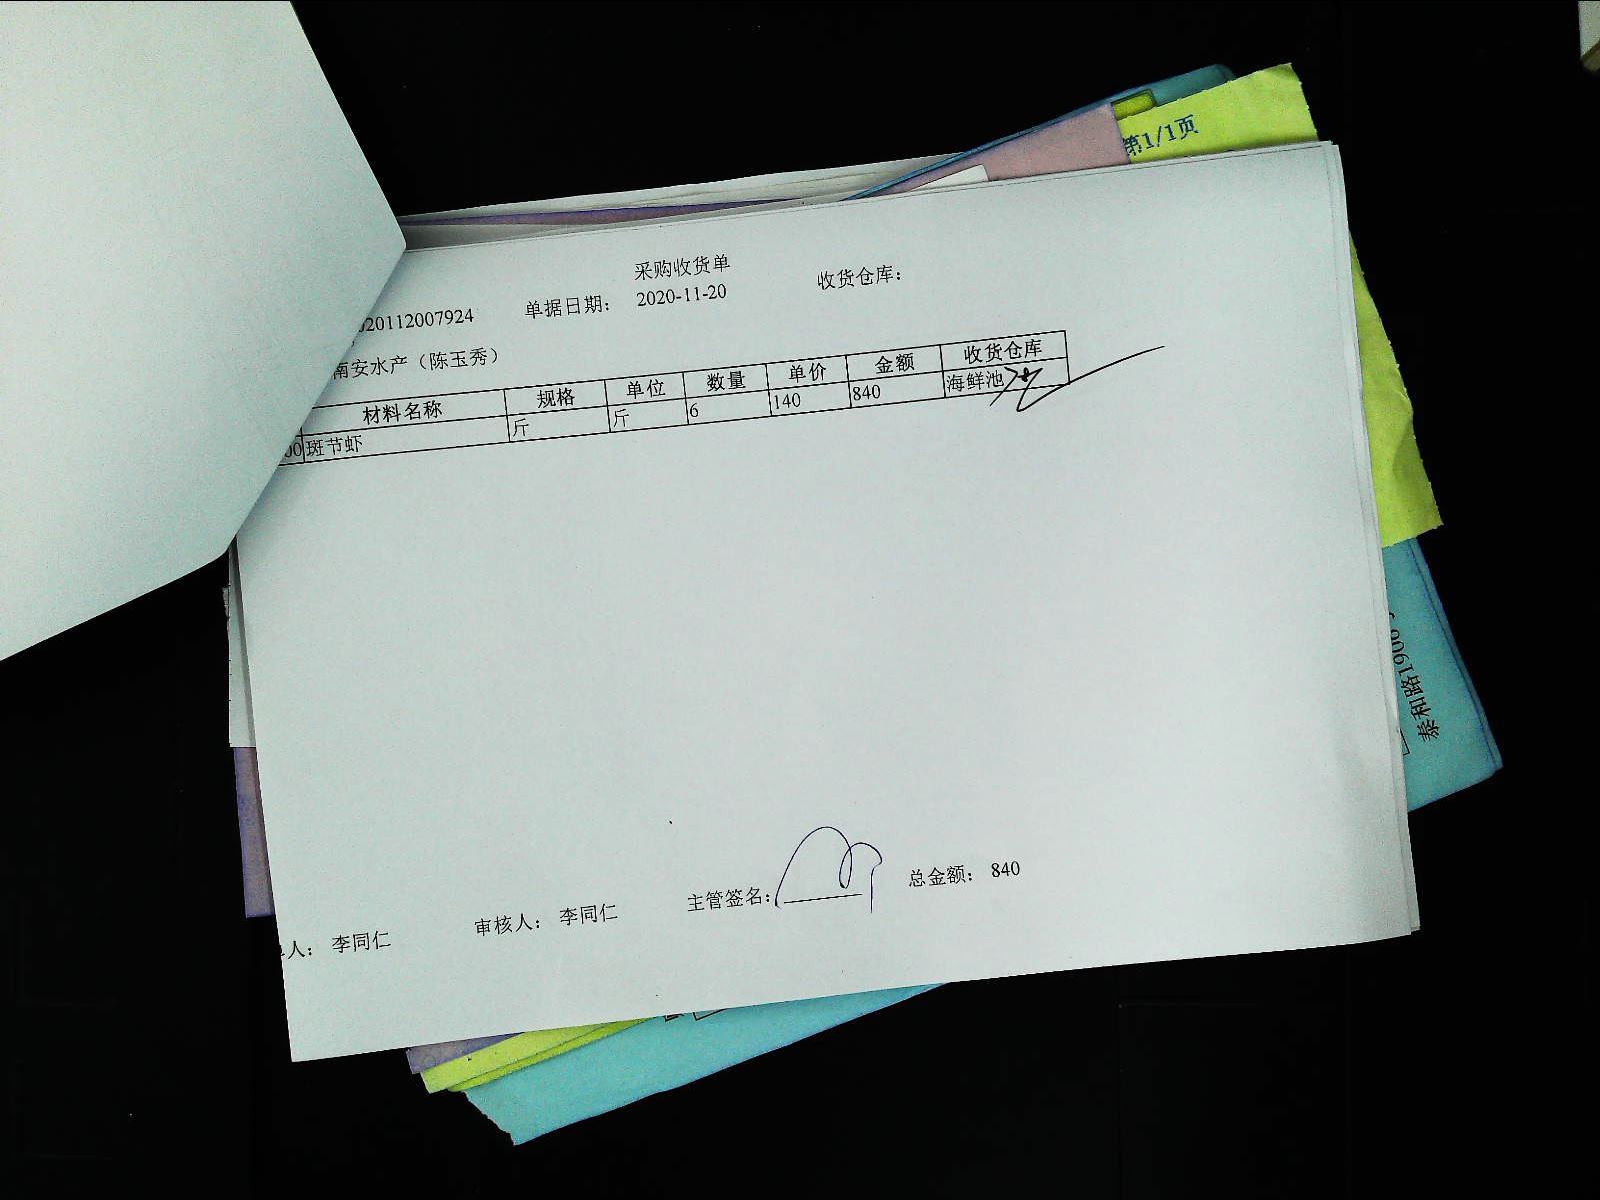 第1/1页
采购收货单
020112007924 单据日期: 2020-11-20 收货仓库:
南安水产（陈玉秀）
材料名称 规格 单位 数量 单价 金额 收货仓库
00 斑节虾 斤 斤 6 140 840 海鲜池
人: 李同仁 审核人: 李同仁 主管签名: 总金额: 840
泰和路1900